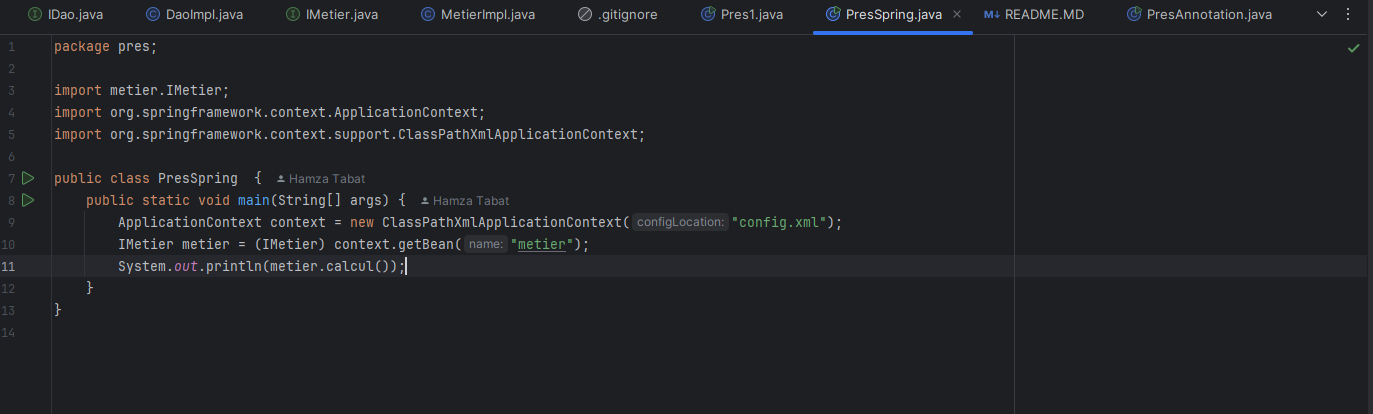 IDao.java DaoImpl.java IMetier.java MetierImpl.java .gitignore Pres1.java PresSpring.java README.MD PresAnnotation.java
1 package pres;
2
3 import metier.IMetier;
4 import org.springframework.context.ApplicationContext;
5 import org.springframework.context.support.ClassPathXmlApplicationContext;
6
7 public class PresSpring { Hamza Tabat
8 public static void main(String[] args) { Hamza Tabat
9 ApplicationContext context = new ClassPathXmlApplicationContext( configLocation: "config.xml");
10 IMetier metier = (IMetier) context.getBean( name: "metier");
11 System.out.println(metier.calcul());
12 }
13 }
14